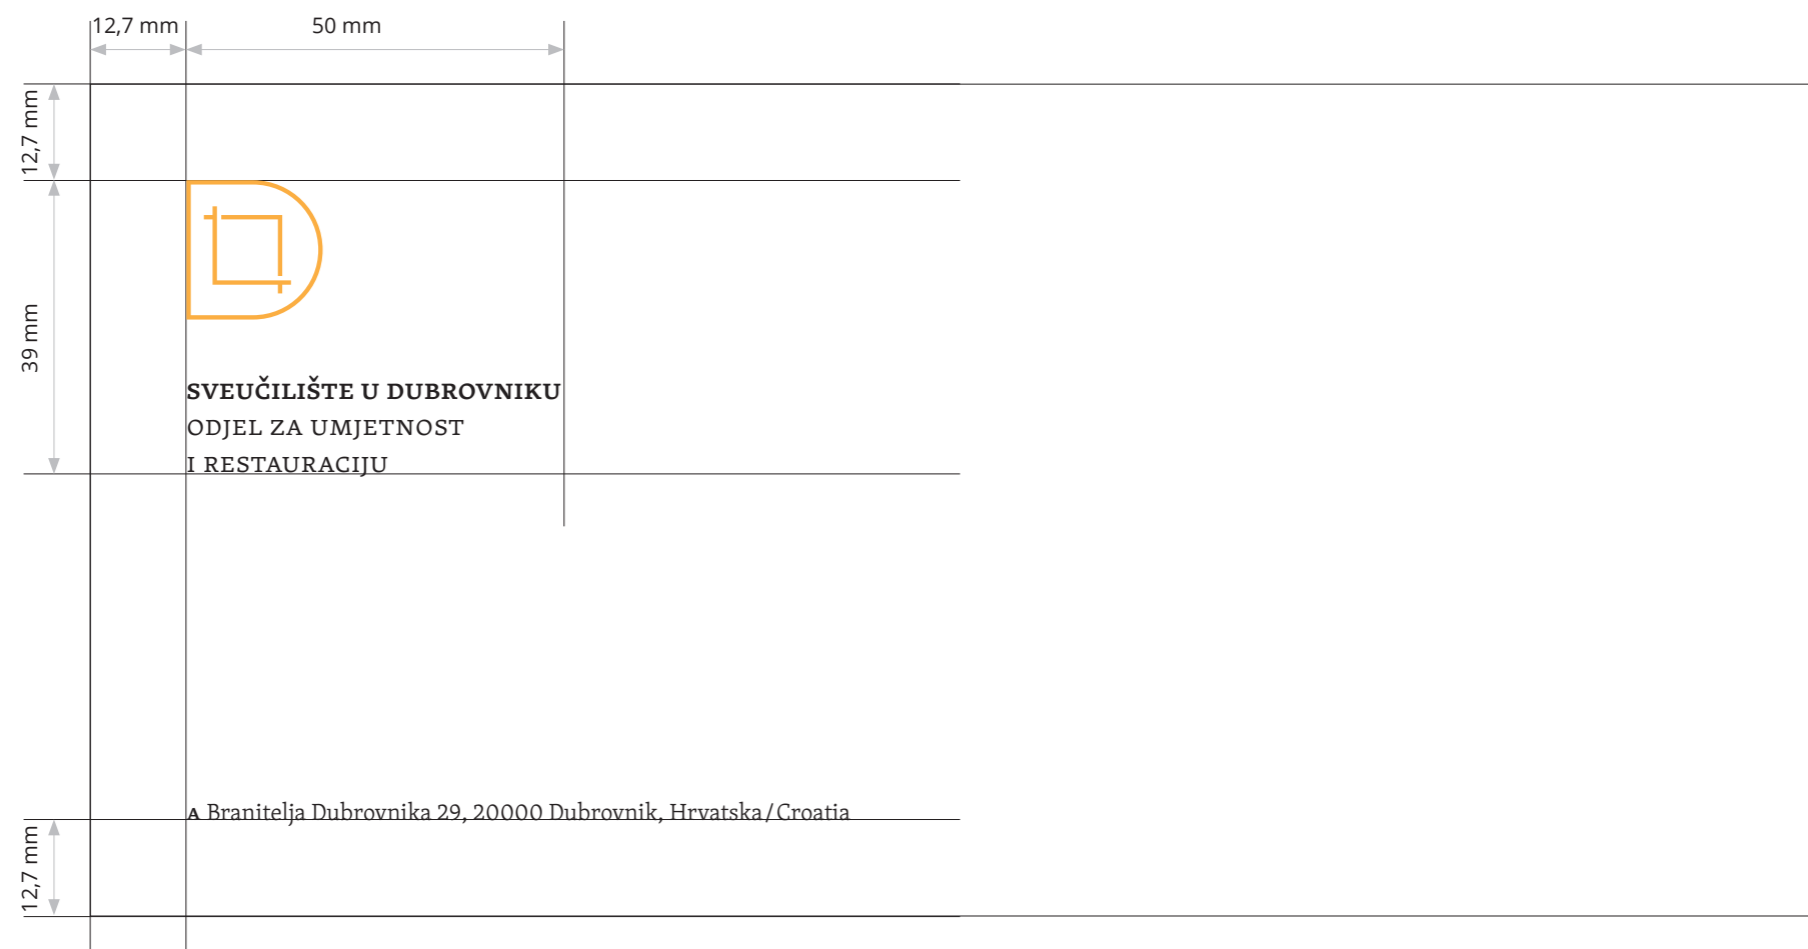 12,7 mm
50 mm
12,7 mm
39 mm
SVEUČILIŠTE U DUBROVNIKU
ODJEL ZA UMJETNOST
I RESTAURACIJU
A Branitelja Dubrovnika 29, 20000 Dubrovnik, Hrvatska/Croatia
12,7 mm